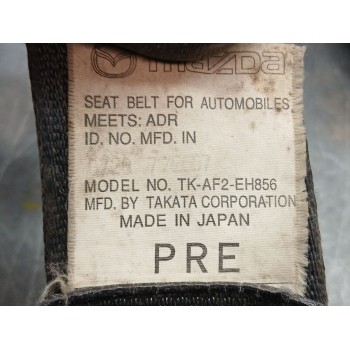 mazda
SEAT BELT FOR AUTOMOBILES
MEETS: ADR
ID. NO. MFD. IN
MODEL NO. TK-AF2-EH856
MFD. BY TAKATA CORPORATION
MADE IN JAPAN
PRE